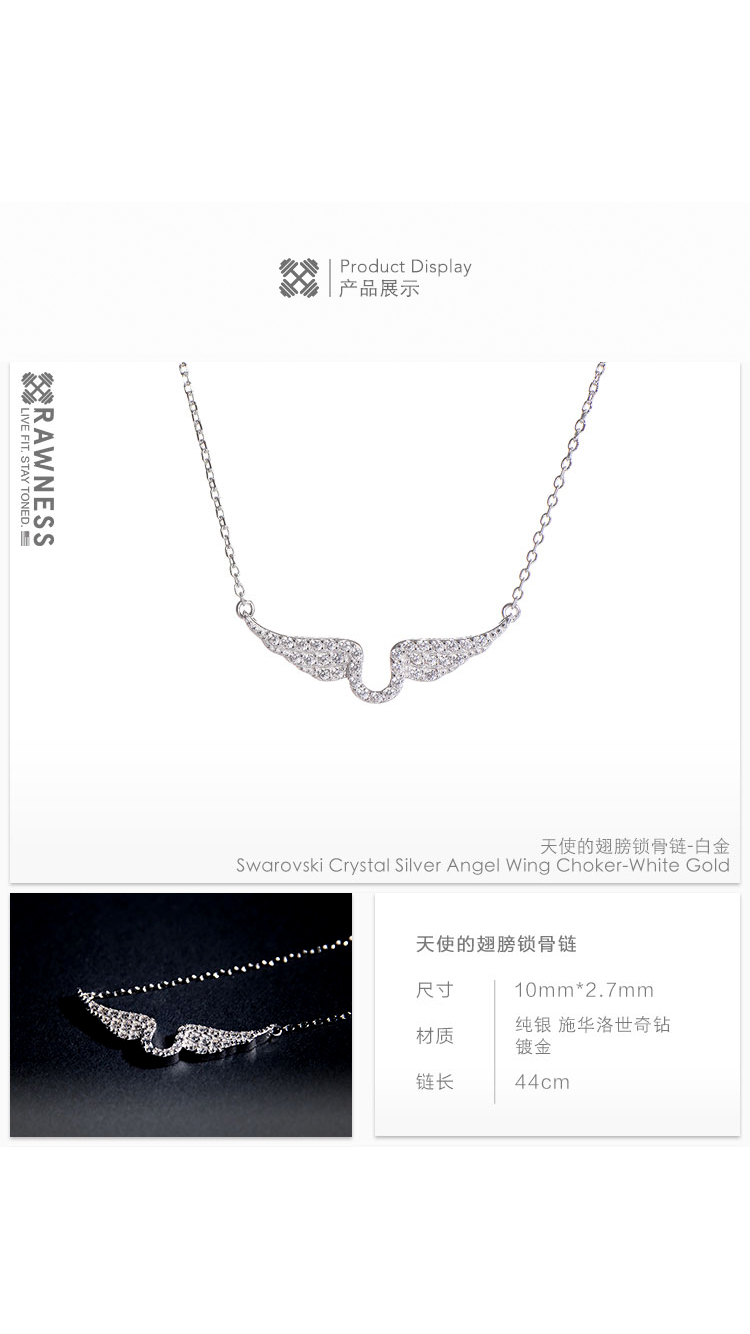 Product Display
产品展示
RAWNESS
LIVE FIT. STAY TONED.
天使的翅膀锁骨链-白金
Swarovski Crystal Silver Angel Wing Choker-White Gold
天使的翅膀锁骨链
尺寸 10mm*2.7mm
材质 纯银 施华洛世奇钻
镀金
链长 44cm